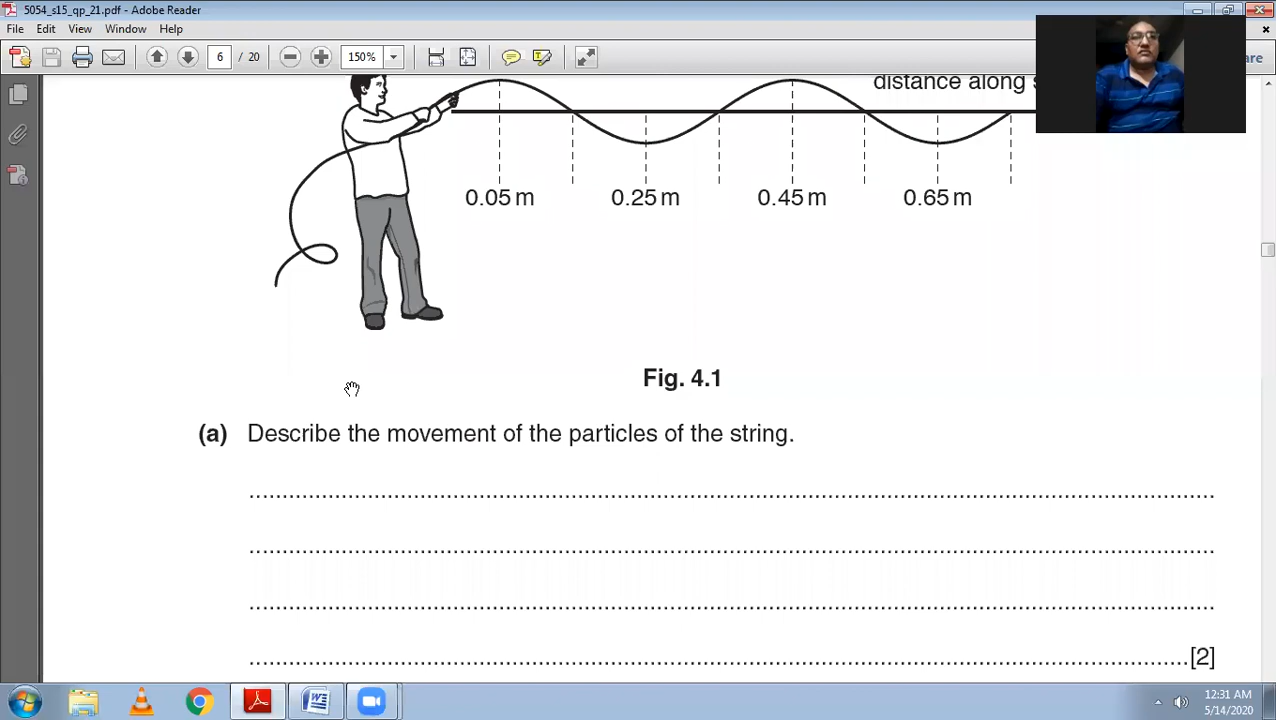 5054_s15_qp_21.pdf - Adobe Reader
File Edit View Window Help
6 / 20 150%
distance along
0.05 m 0.25 m 0.45 m 0.65 m
Fig. 4.1
(a) Describe the movement of the particles of the string.
[2]
12:31 AM
5/14/2020